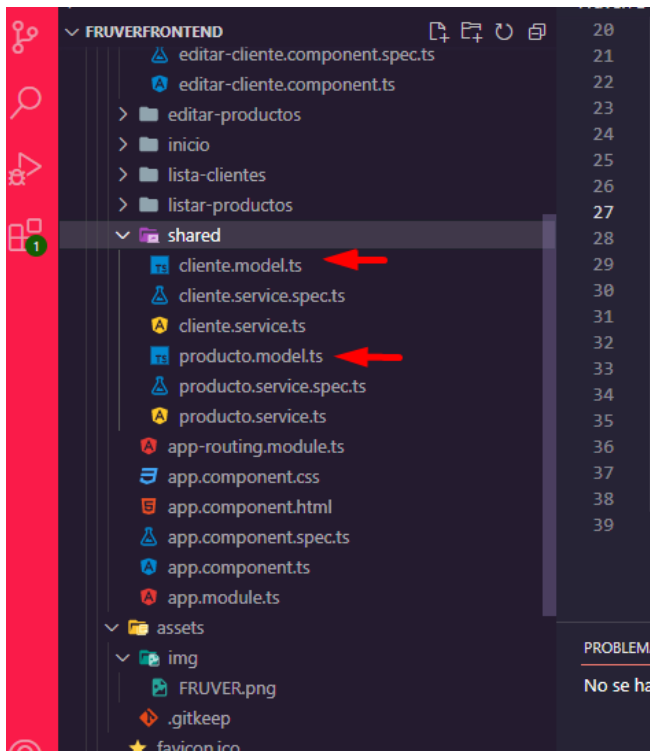 FRUVERFRONTEND
editar-cliente.component.spec.ts
editar-cliente.component.ts
editar-productos
inicio
lista-clientes
listar-productos
shared
cliente.model.ts
cliente.service.spec.ts
cliente.service.ts
producto.model.ts
producto.service.spec.ts
producto.service.ts
app-routing.module.ts
app.component.css
app.component.html
app.component.spec.ts
app.component.ts
app.module.ts
assets
img
FRUVER.png
.gitkeep
favicon.ico
1
20
21
22
23
24
25
26
27
28
29
30
31
32
33
34
35
36
37
38
39
PROBLEM
No se ha